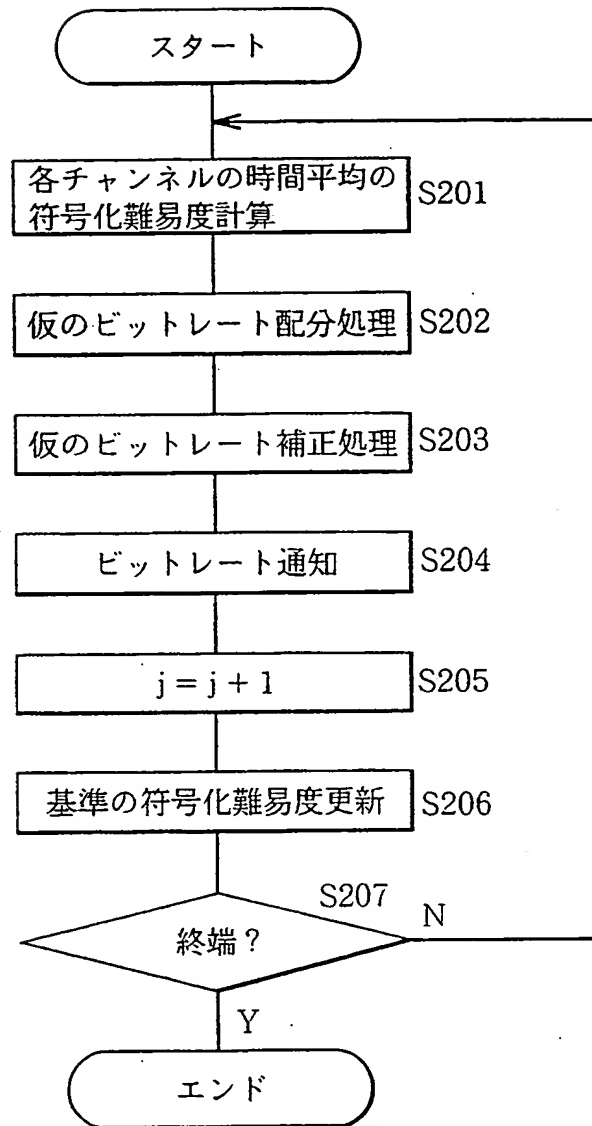 スタート
各チャンネルの時間平均の
符号化難易度計算
S201
仮のビットレート配分処理
S202
仮のビットレート補正処理
S203
ビットレート通知
S204
j = j + 1
S205
基準の符号化難易度更新
S206
S207
終端?
N
Y
エンド